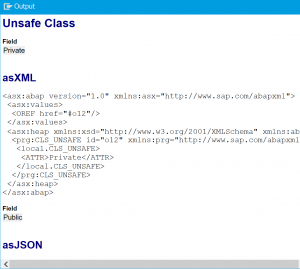 Output
Unsafe Class
Field
Private
asXML
<asx:abap version="1.0" xmlns:asx="http://www.sap.com/abapxml">
<asx:values>
<OREF href="#o12"/>
</asx:values>
<asx:heap xmlns:xsd="http://www.w3.org/2001/XMLSchema" xmlns:ab
<prg:CLS_UNSAFE id="o12" xmlns:prg="http://www.sap.com/abapxml
<local.CLS_UNSAFE>
<ATTR>Private</ATTR>
</local.CLS_UNSAFE>
</prg:CLS_UNSAFE>
</asx:heap>
</asx:abap>
Field
Public
asJSON